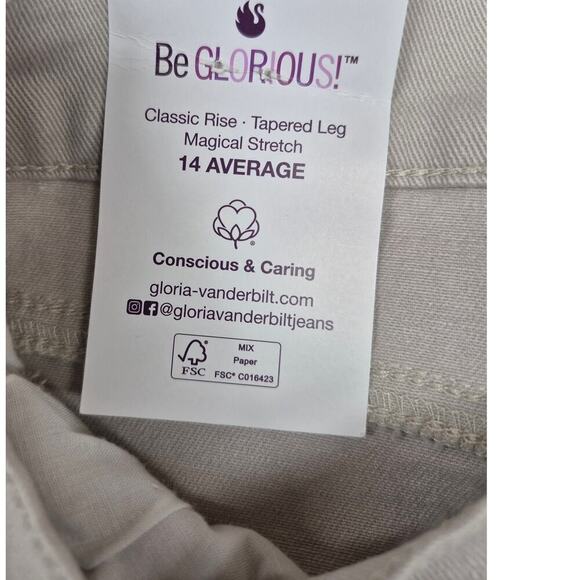 Be GLORIOUS!™
Classic Rise · Tapered Leg
Magical Stretch
14 AVERAGE
®
Conscious & Caring
gloria-vanderbilt.com
@gloriavanderbiltjeans
MIX
Paper
FSC
FSC® C016423